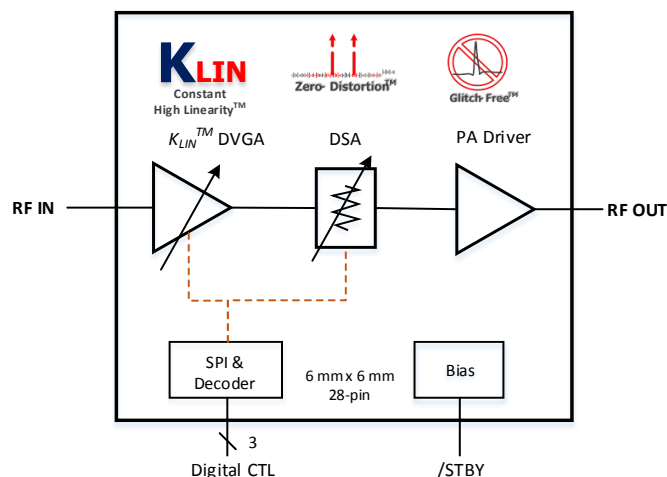 KLIN
Constant
High Linearity™
Zero- Distortion™
Glitch-Free™
KLIN™ DVGA
DSA
PA Driver
RF IN
RF OUT
SPI &
Decoder
6 mm x 6 mm
28-pin
Bias
3
Digital CTL
/STBY